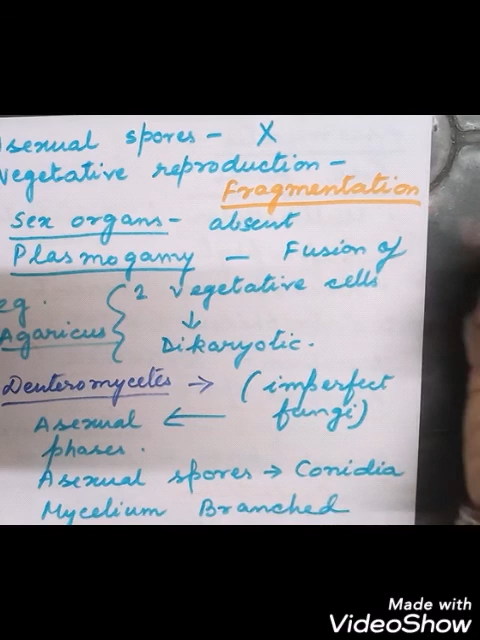 sexual spores - X
Vegetative reproduction -
Fragmentation
Sex organs - absent
Plasmogamy - Fusion of
eg. 2 vegetative cells
Agaricus ↓
Dikaryotic.
Deuteromycetes → (imperfect
Asexual ← fungi)
phases.
Asexual spores → Conidia
Mycelium Branched
Made with
VideoShow